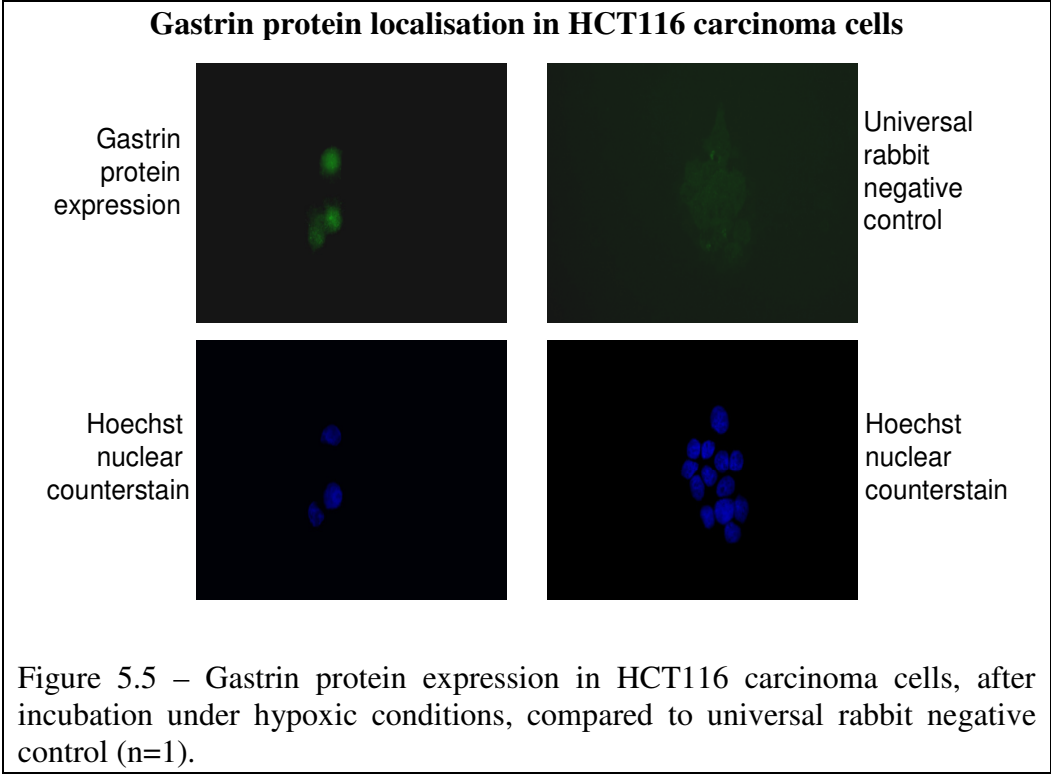 Gastrin protein localisation in HCT116 carcinoma cells
Gastrin
protein
expression
Universal
rabbit
negative
control
Hoechst
nuclear
counterstain
Hoechst
nuclear
counterstain
Figure 5.5 – Gastrin protein expression in HCT116 carcinoma cells, after
incubation under hypoxic conditions, compared to universal rabbit negative
control (n=1).